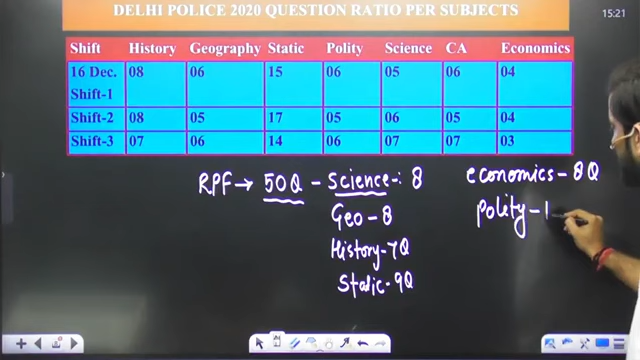 DELHI POLICE 2020 QUESTION RATIO PER SUBJECTS
15:21
Shift History Geography Static Polity Science CA Economics
16 Dec. Shift-1 08 06 15 06 05 06 04
Shift-2 08 05 17 05 06 05 04
Shift-3 07 06 14 06 07 07 03
RPF → 50Q - Science -: 8
Geo - 8
History - 7Q
Static - 9Q
economics - 8Q
Polity - 1